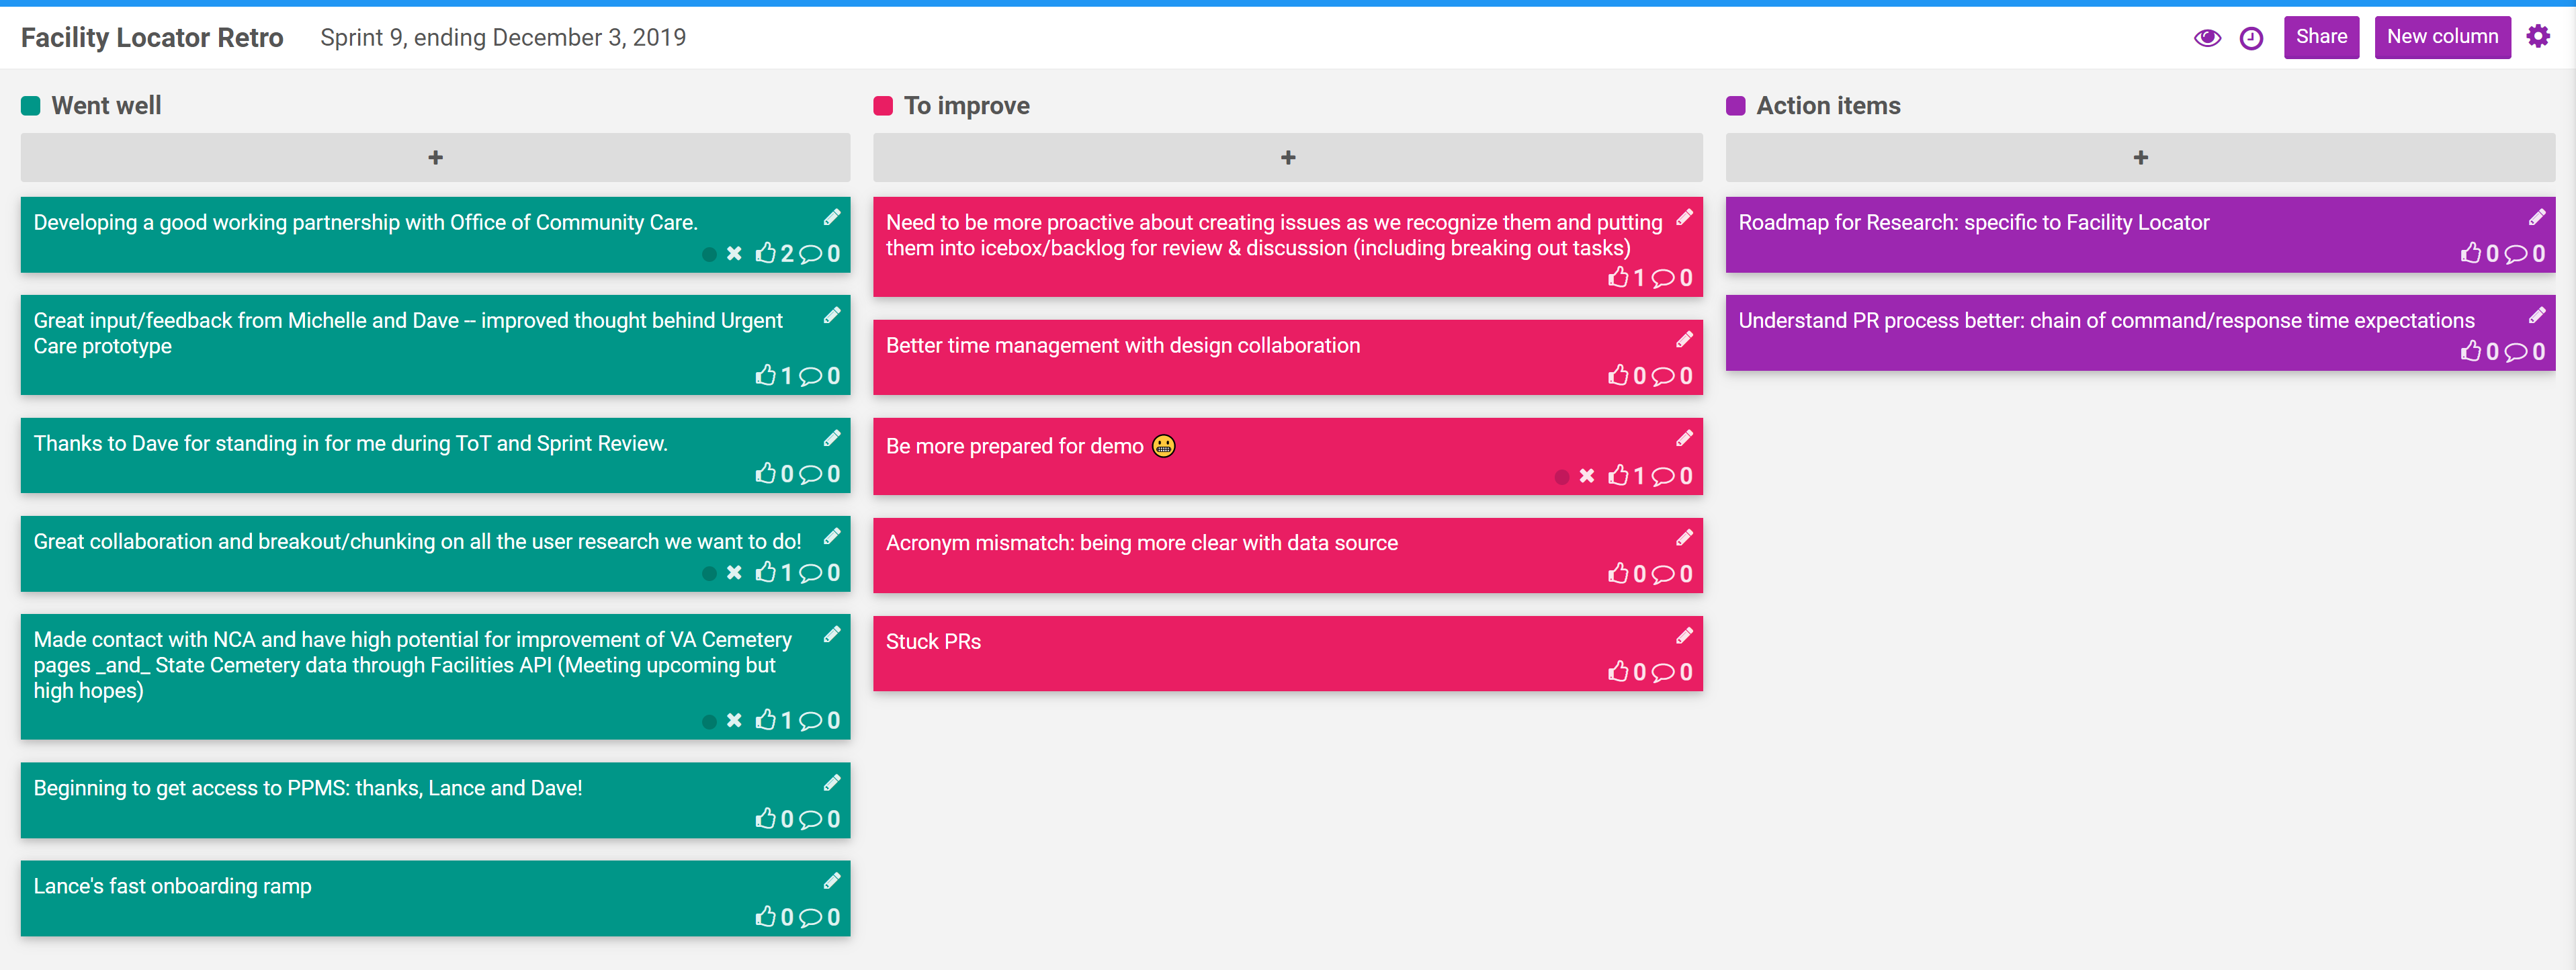 Facility Locator Retro
Sprint 9, ending December 3, 2019
Share
New column
Went well
+
Developing a good working partnership with Office of Community Care.
2 0
Great input/feedback from Michelle and Dave -- improved thought behind Urgent
Care prototype
1 0
Thanks to Dave for standing in for me during ToT and Sprint Review.
0 0
Great collaboration and breakout/chunking on all the user research we want to do!
1 0
Made contact with NCA and have high potential for improvement of VA Cemetery
pages _and_ State Cemetery data through Facilities API (Meeting upcoming but
high hopes)
1 0
Beginning to get access to PPMS: thanks, Lance and Dave!
0 0
Lance's fast onboarding ramp
0 0
To improve
+
Need to be more proactive about creating issues as we recognize them and putting
them into icebox/backlog for review & discussion (including breaking out tasks)
1 0
Better time management with design collaboration
0 0
Be more prepared for demo 😬
1 0
Acronym mismatch: being more clear with data source
0 0
Stuck PRs
0 0
Action items
+
Roadmap for Research: specific to Facility Locator
0 0
Understand PR process better: chain of command/response time expectations
0 0